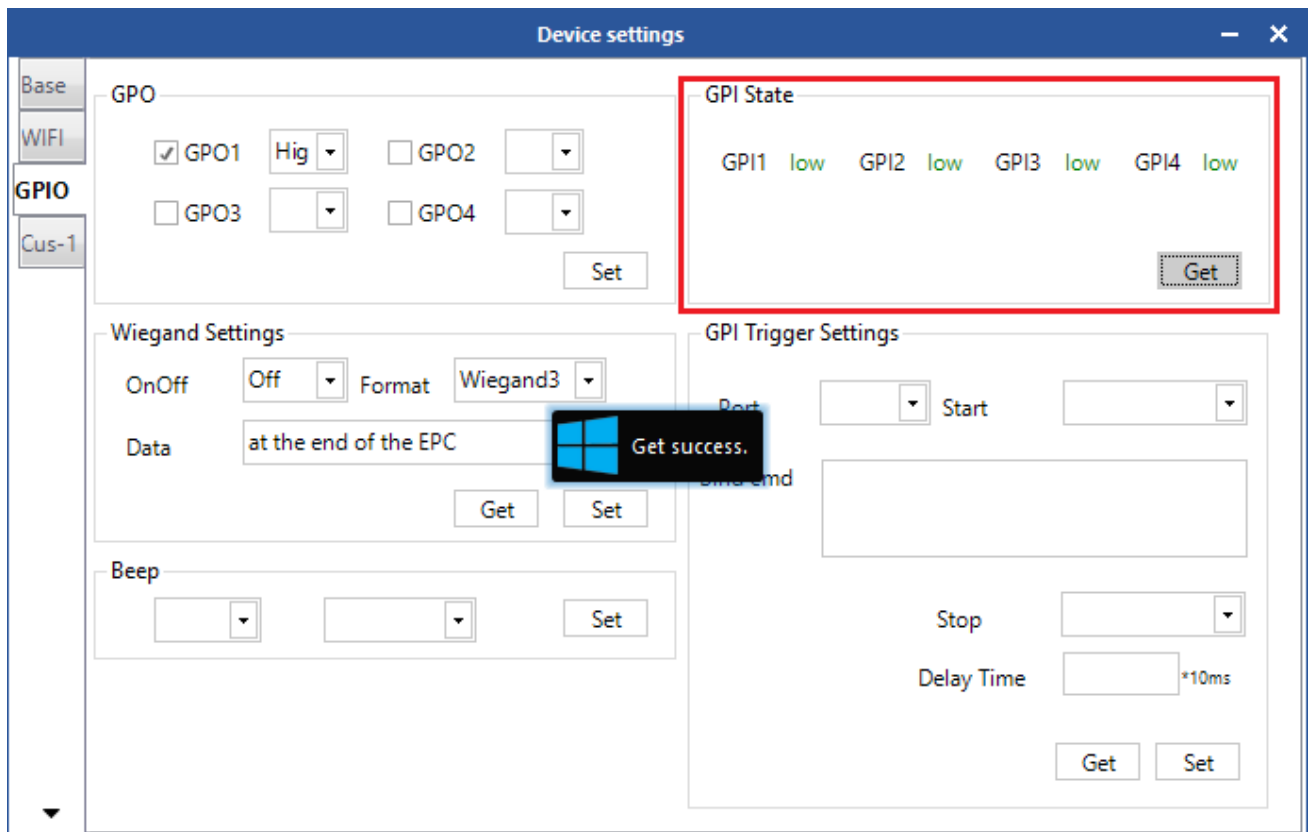 Device settings
Base
WIFI
GPIO
Cus-1
GPO
GPO1 Hig GPO2
GPO3 GPO4
Set
GPI State
GPI1 low GPI2 low GPI3 low GPI4 low
Get
Wiegand Settings
OnOff Off Format Wiegand3
Data at the end of the EPC
Get Set
Get success.
Beep
Set
GPI Trigger Settings
Port Start
cmd
Stop
Delay Time *10ms
Get Set